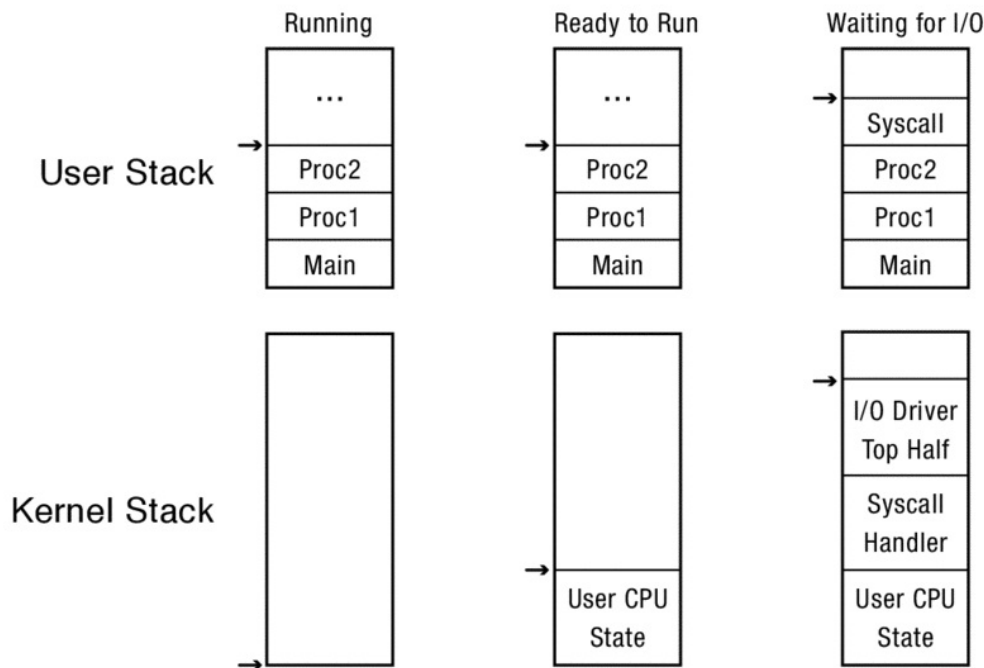 Running
Ready to Run
Waiting for I/O
User Stack
...
Proc2
Proc1
Main
...
Proc2
Proc1
Main
Syscall
Proc2
Proc1
Main
Kernel Stack
User CPU
State
I/O Driver
Top Half
Syscall
Handler
User CPU
State